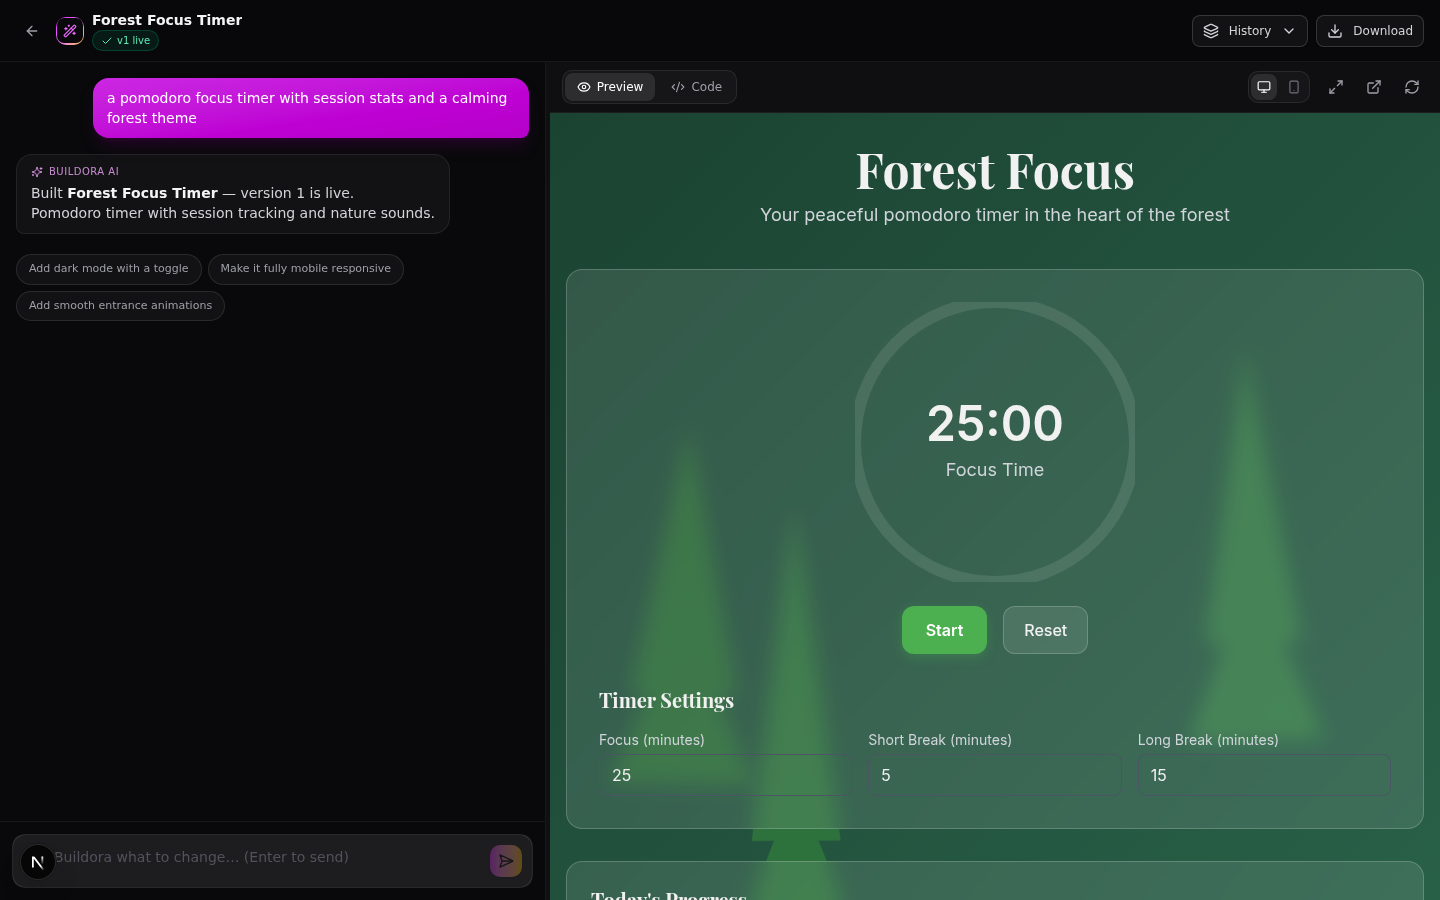 Forest Focus Timer
v1 live
History
Download
a pomodoro focus timer with session stats and a calming
forest theme
BUILDORA AI
Built Forest Focus Timer — version 1 is live.
Pomodoro timer with session tracking and nature sounds.
Add dark mode with a toggle
Make it fully mobile responsive
Add smooth entrance animations
N
Buildora what to change… (Enter to send)
Preview
Code
Forest Focus
Your peaceful pomodoro timer in the heart of the forest
25:00
Focus Time
Start
Reset
Timer Settings
Focus (minutes)
Short Break (minutes)
Long Break (minutes)
25
5
15
Today's Progress